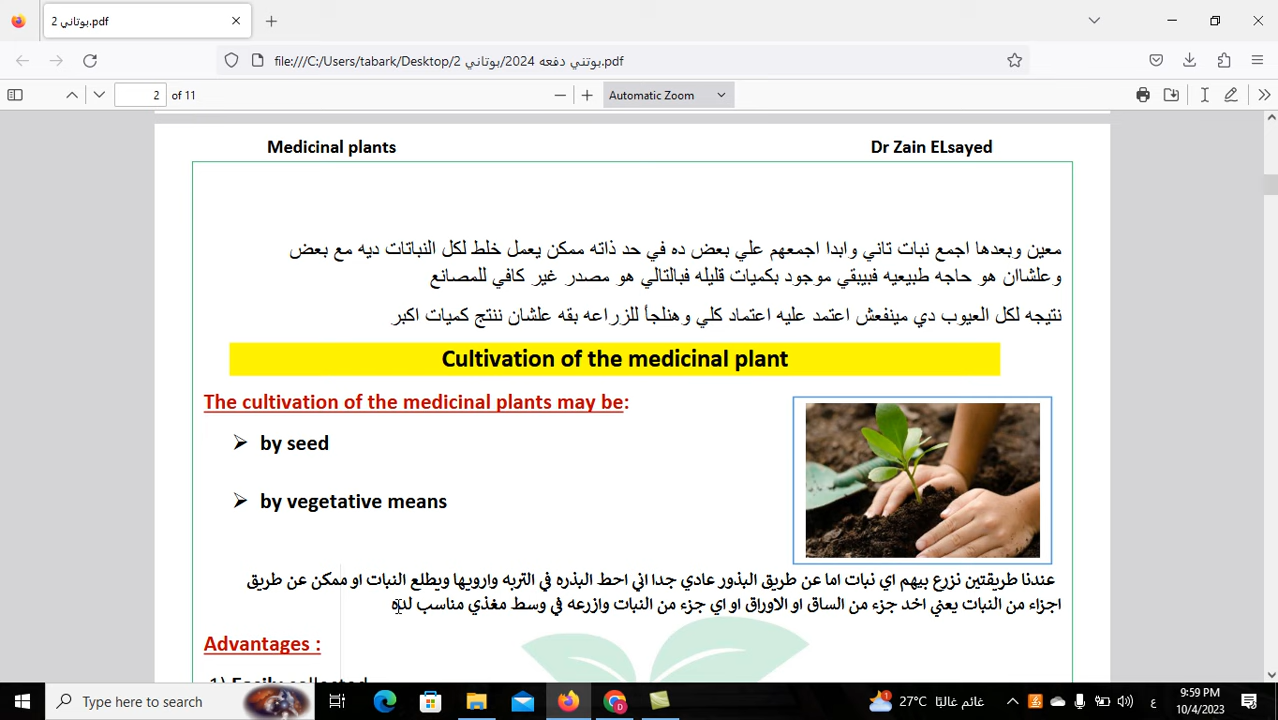 بوتاني 2.pdf
file:///C:/Users/tabark/Desktop/بوتني دفعه 2024/بوتاني 2.pdf
2 of 11
Automatic Zoom
Medicinal plants
Dr Zain ELsayed
معين وبعدها اجمع نبات تاني وابدا اجمعهم علي بعض ده في حد ذاته ممكن يعمل خلط لكل النباتات ديه مع بعض
وعلشاان هو حاجه طبيعيه فبيبقي موجود بكميات قليله فبالتالي هو مصدر غير كافي للمصانع
نتيجه لكل العيوب دي مينفعش اعتمد عليه اعتماد كلي وهنلجأ للزراعه بقه علشان ننتج كميات اكبر
Cultivation of the medicinal plant
The cultivation of the medicinal plants may be:
➢ by seed
➢ by vegetative means
عندنا طريقتين نزرع بيهم اي نبات اما عن طريق البذور عادي جدا اني احط البذره في التربه وارويها ويطلع النبات او ممكن عن طريق
اجزاء من النبات يعني اخد جزء من الساق او الاوراق او اي جزء من النبات وازرعه في وسط مغذي مناسب لده
Advantages :
1) Easily collected
Type here to search
27°C غائم غالبًا
ع
9:59 PM
10/4/2023